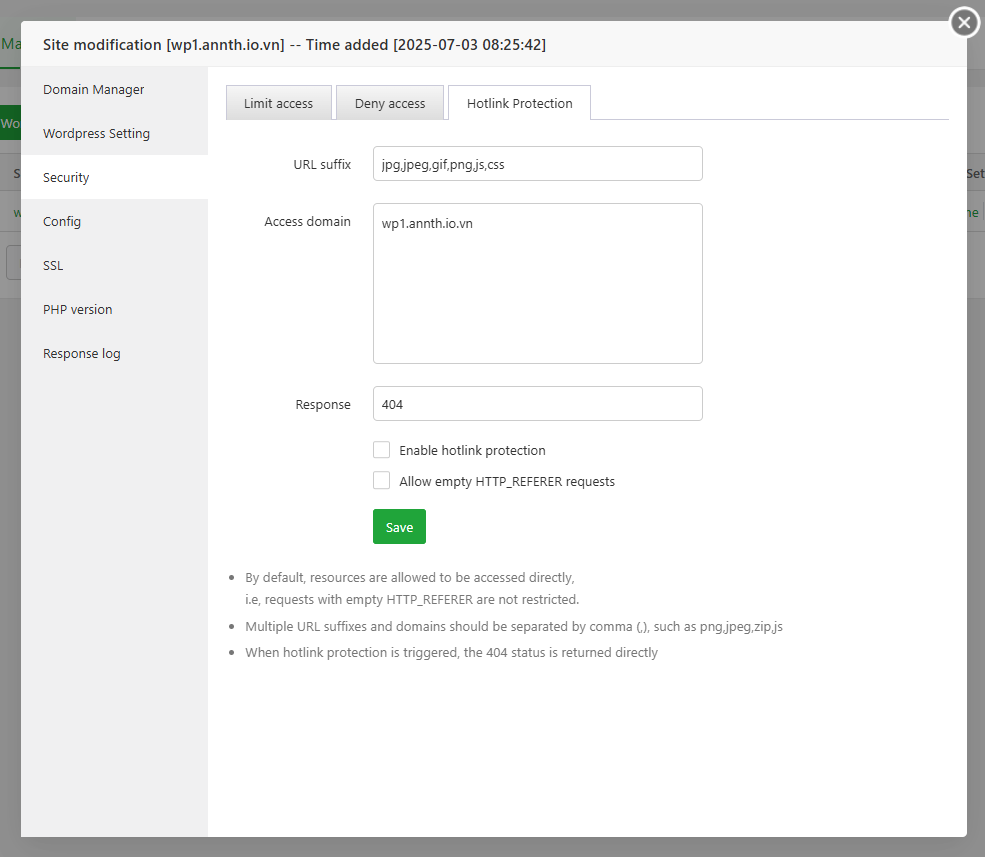 Site modification [wp1.annth.io.vn] -- Time added [2025-07-03 08:25:42]
Domain Manager
Wordpress Setting
Security
Config
SSL
PHP version
Response log
Limit access
Deny access
Hotlink Protection
URL suffix
jpg,jpeg,gif,png,js,css
Access domain
wp1.annth.io.vn
Response
404
Enable hotlink protection
Allow empty HTTP_REFERER requests
Save
By default, resources are allowed to be accessed directly,
i.e, requests with empty HTTP_REFERER are not restricted.
Multiple URL suffixes and domains should be separated by comma (,), such as png,jpeg,zip,js
When hotlink protection is triggered, the 404 status is returned directly